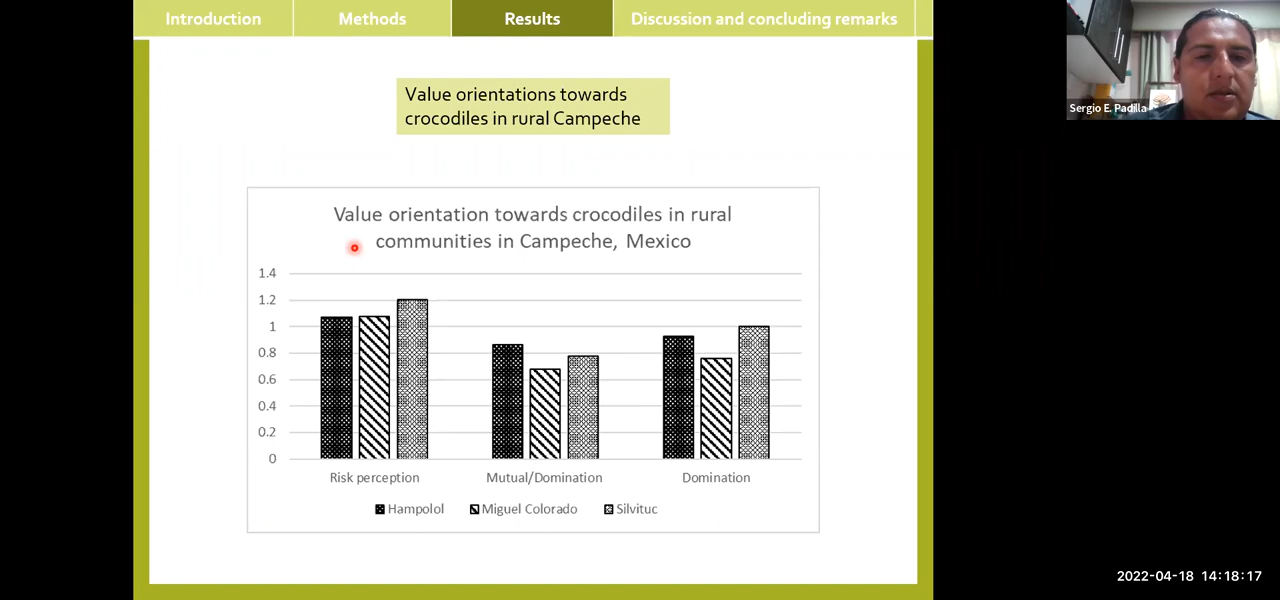 Introduction
Methods
Results
Discussion and concluding remarks
Value orientations towards
crocodiles in rural Campeche
Value orientation towards crocodiles in rural
communities in Campeche, Mexico
1.4
1.2
1
0.8
0.6
0.4
0.2
0
Risk perception
Mutual/Domination
Domination
Hampolol
Miguel Colorado
Silvituc
Sergio E. Padilla
2022-04-18 14:18:17